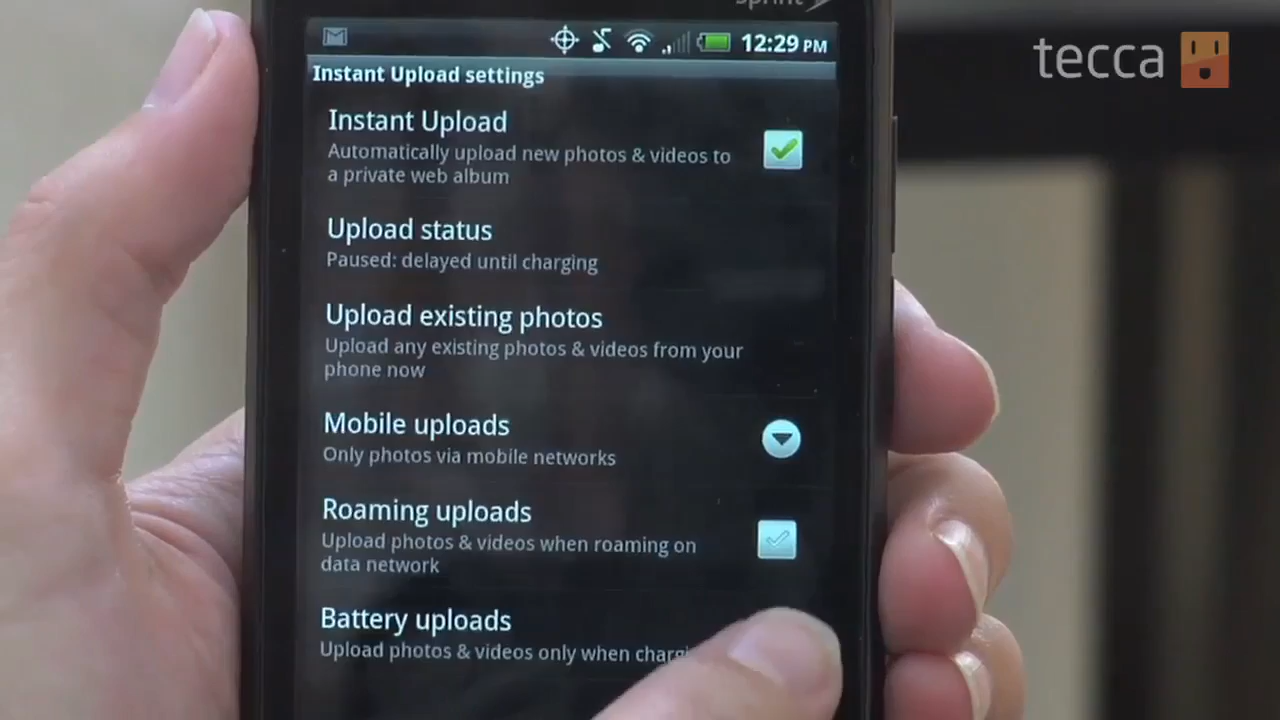 Sprint
12:29 PM
tecca
Instant Upload settings
Instant Upload
Automatically upload new photos & videos to
a private web album
Upload status
Paused: delayed until charging
Upload existing photos
Upload any existing photos & videos from your
phone now
Mobile uploads
Only photos via mobile networks
Roaming uploads
Upload photos & videos when roaming on
data network
Battery uploads
Upload photos & videos only when